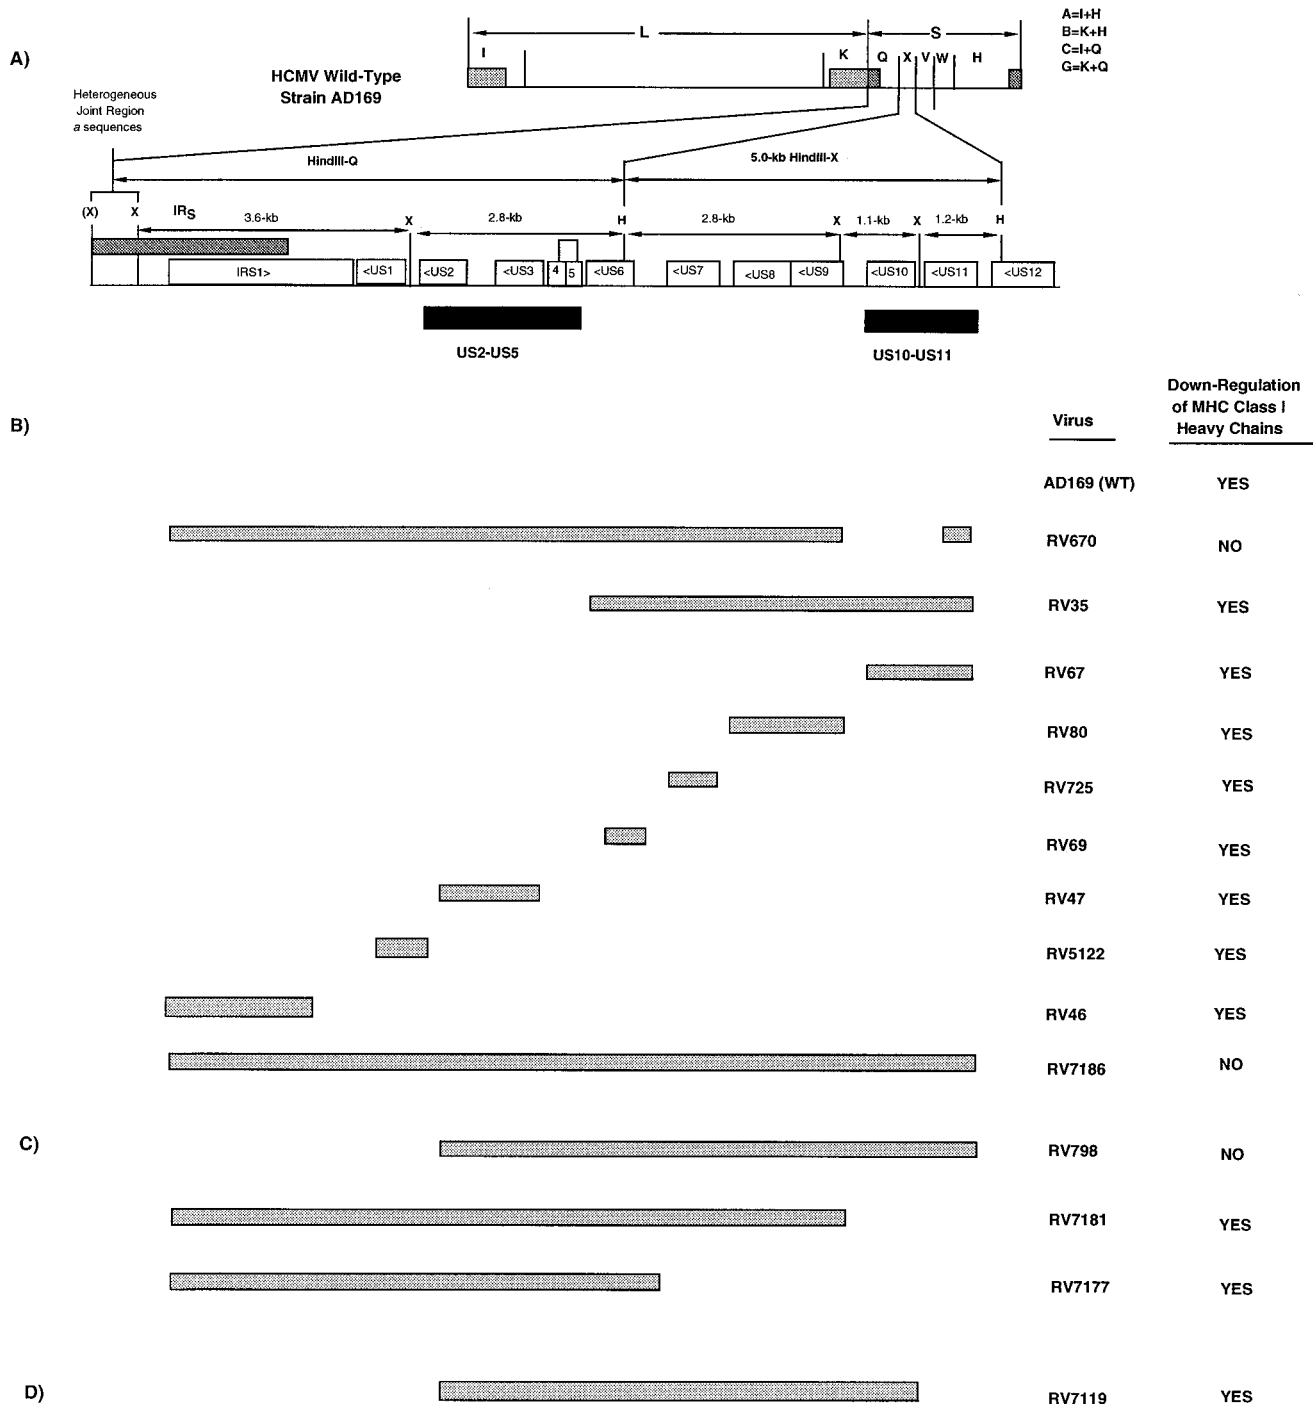 A)
L
S
A=I+H
B=K+H
C=I+Q
G=K+Q
I
K
Q
X
V
W
H
HCMV Wild-Type
Strain AD169
Heterogeneous
Joint Region
a sequences
HindIII-Q
5.0-kb HindIII-X
(X)
X
IRS
3.6-kb
X
2.8-kb
H
2.8-kb
X
1.1-kb
X
1.2-kb
H
IRS1>
<US1
<US2
<US3
4
5
<US6
<US7
<US8
<US9
<US10
<US11
<US12
US2-US5
US10-US11
B)
Virus
Down-Regulation
of MHC Class I
Heavy Chains
AD169 (WT) YES
RV670 NO
RV35 YES
RV67 YES
RV80 YES
RV725 YES
RV69 YES
RV47 YES
RV5122 YES
RV46 YES
RV7186 NO
C)
RV798 NO
RV7181 YES
RV7177 YES
D)
RV7119 YES